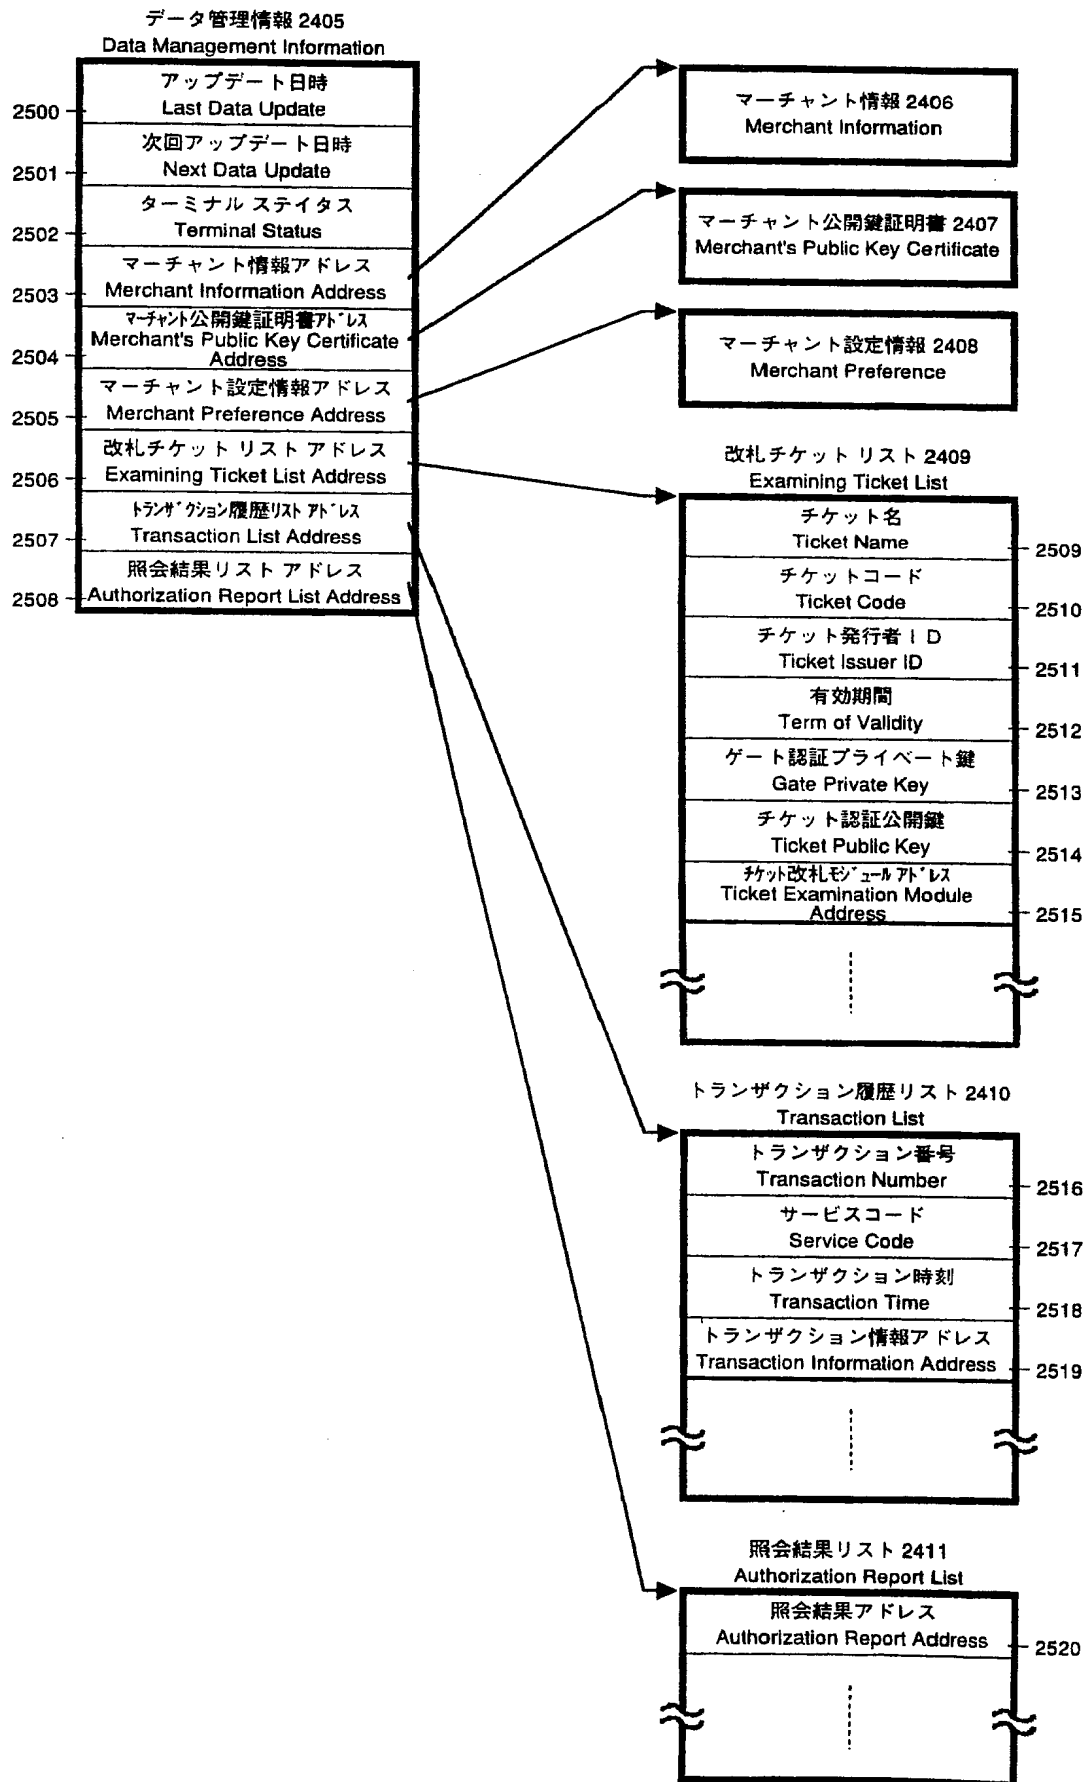 データ管理情報 2405
Data Management Information
アップデート日時
Last Data Update
2500
次回アップデート日時
Next Data Update
2501
ターミナル ステイタス
Terminal Status
2502
マーチャント情報アドレス
Merchant Information Address
2503
マーチャント公開鍵証明書アドレス
Merchant's Public Key Certificate
Address
2504
マーチャント設定情報アドレス
Merchant Preference Address
2505
改札チケット リスト アドレス
Examining Ticket List Address
2506
トランザクション履歴リスト アドレス
Transaction List Address
2507
照会結果リスト アドレス
Authorization Report List Address
2508
マーチャント情報 2406
Merchant Information
マーチャント公開鍵証明書 2407
Merchant's Public Key Certificate
マーチャント設定情報 2408
Merchant Preference
改札チケット リスト 2409
Examining Ticket List
チケット名
Ticket Name
2509
チケットコード
Ticket Code
2510
チケット発行者ＩＤ
Ticket Issuer ID
2511
有効期間
Term of Validity
2512
ゲート認証プライベート鍵
Gate Private Key
2513
チケット認証公開鍵
Ticket Public Key
2514
チケット改札モジュール アドレス
Ticket Examination Module
Address
2515
トランザクション履歴リスト 2410
Transaction List
トランザクション番号
Transaction Number
2516
サービスコード
Service Code
2517
トランザクション時刻
Transaction Time
2518
トランザクション情報アドレス
Transaction Information Address
2519
照会結果リスト 2411
Authorization Report List
照会結果アドレス
Authorization Report Address
2520